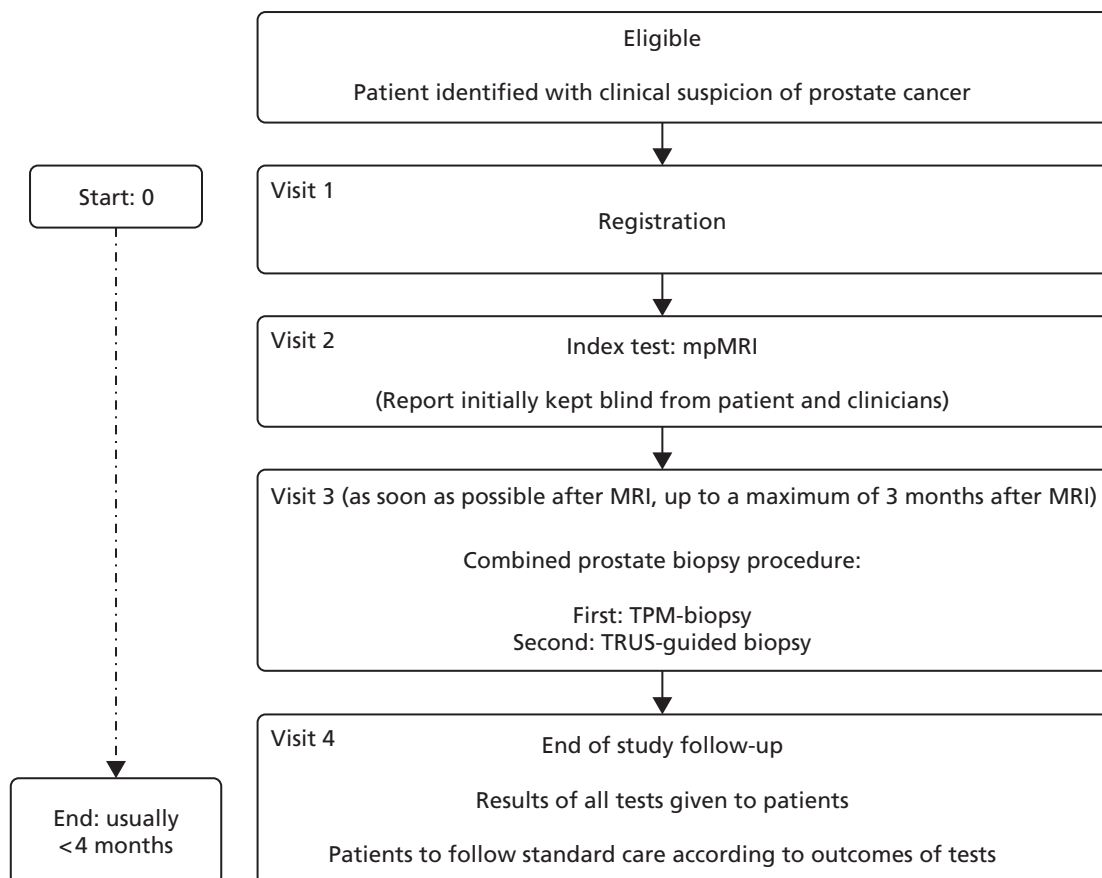 Eligible
Patient identified with clinical suspicion of prostate cancer
Start: 0
Visit 1
Registration
Visit 2
Index test: mpMRI
(Report initially kept blind from patient and clinicians)
Visit 3 (as soon as possible after MRI, up to a maximum of 3 months after MRI)
Combined prostate biopsy procedure:
First: TPM-biopsy
Second: TRUS-guided biopsy
Visit 4
End of study follow-up
Results of all tests given to patients
Patients to follow standard care according to outcomes of tests
End: usually
<4 months